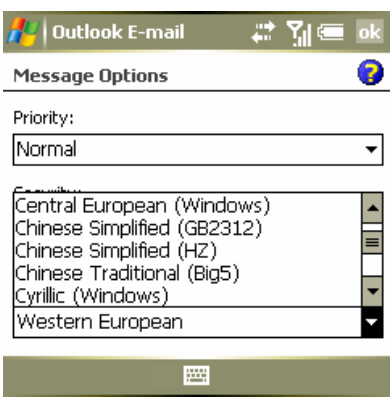 Outlook E-mail
ok
Message Options
?
Priority:
Normal
Security:
Central European (Windows)
Chinese Simplified (GB2312)
Chinese Simplified (HZ)
Chinese Traditional (Big5)
Cyrillic (Windows)
Western European